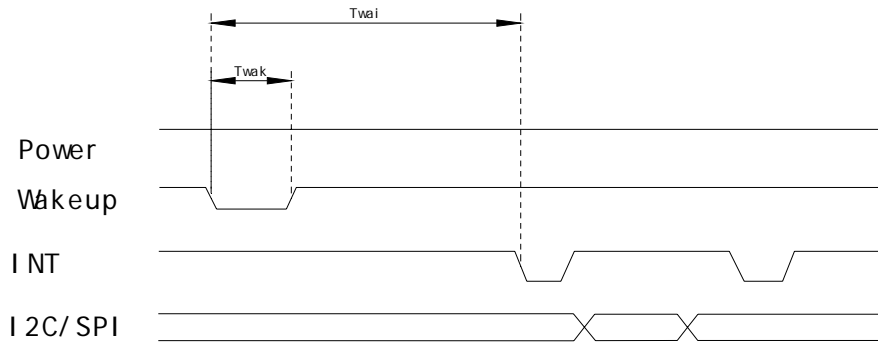 Twai
Twak
Power
Wakeup
INT
I2C/SPI